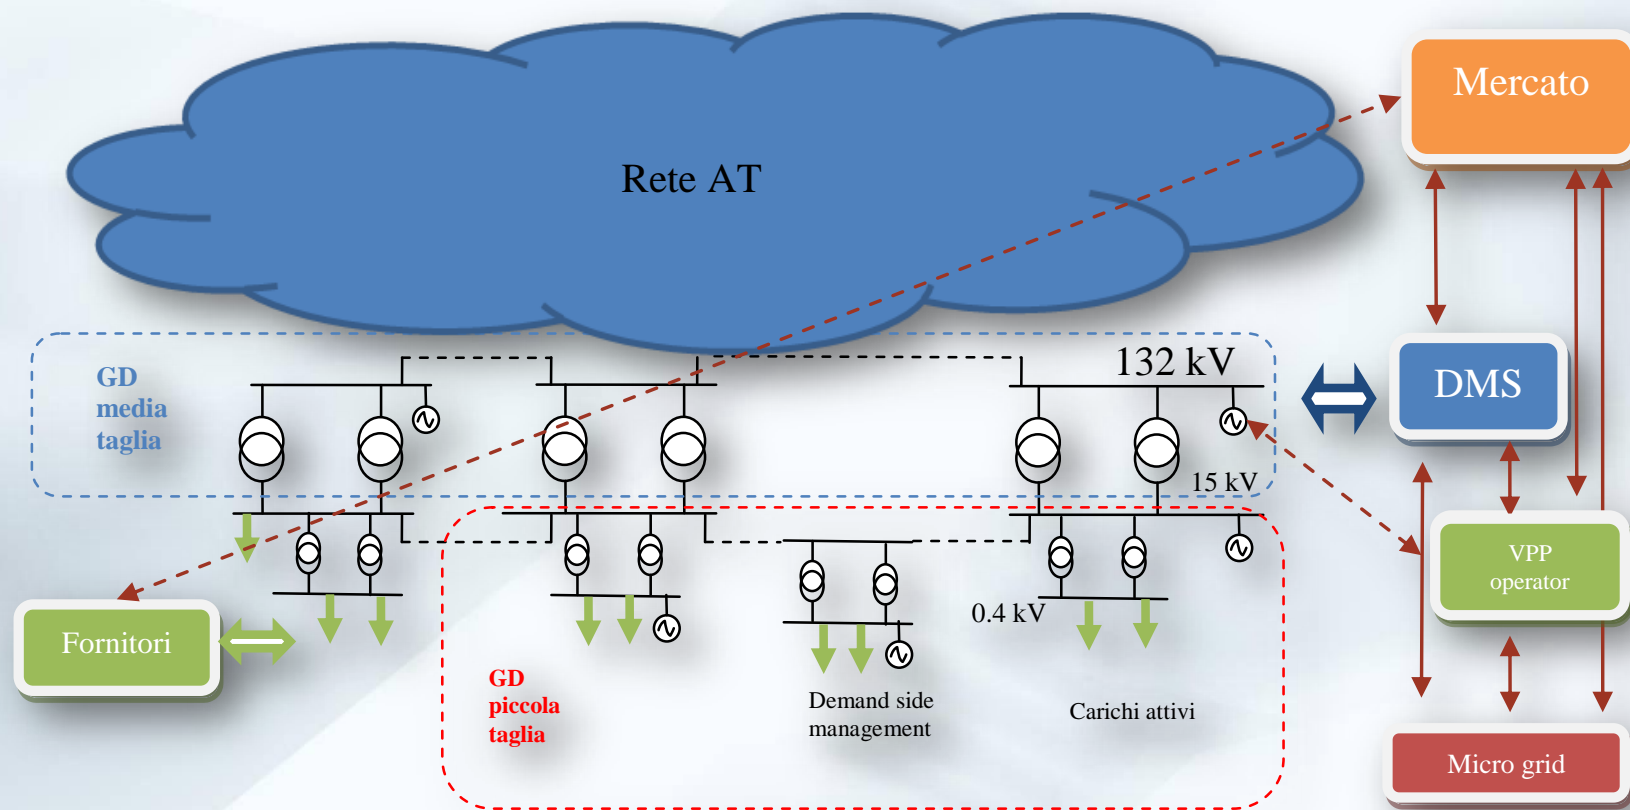 Mercato
Rete AT
GD
media
taglia
132 kV
DMS
15 kV
VPP
operator
0.4 kV
Fornitori
GD
piccola
taglia
Demand side
management
Carichi attivi
Micro grid